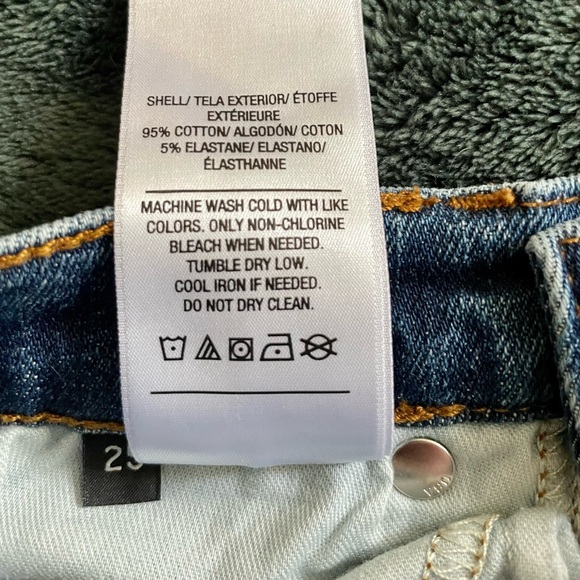 SHELL/ TELA EXTERIOR/ ÉTOFFE
EXTÉRIEURE
95% COTTON/ ALGODÓN/ COTON
5% ELASTANE/ ELASTANO/
ÉLASTHANNE
MACHINE WASH COLD WITH LIKE
COLORS. ONLY NON-CHLORINE
BLEACH WHEN NEEDED.
TUMBLE DRY LOW.
COOL IRON IF NEEDED.
DO NOT DRY CLEAN.